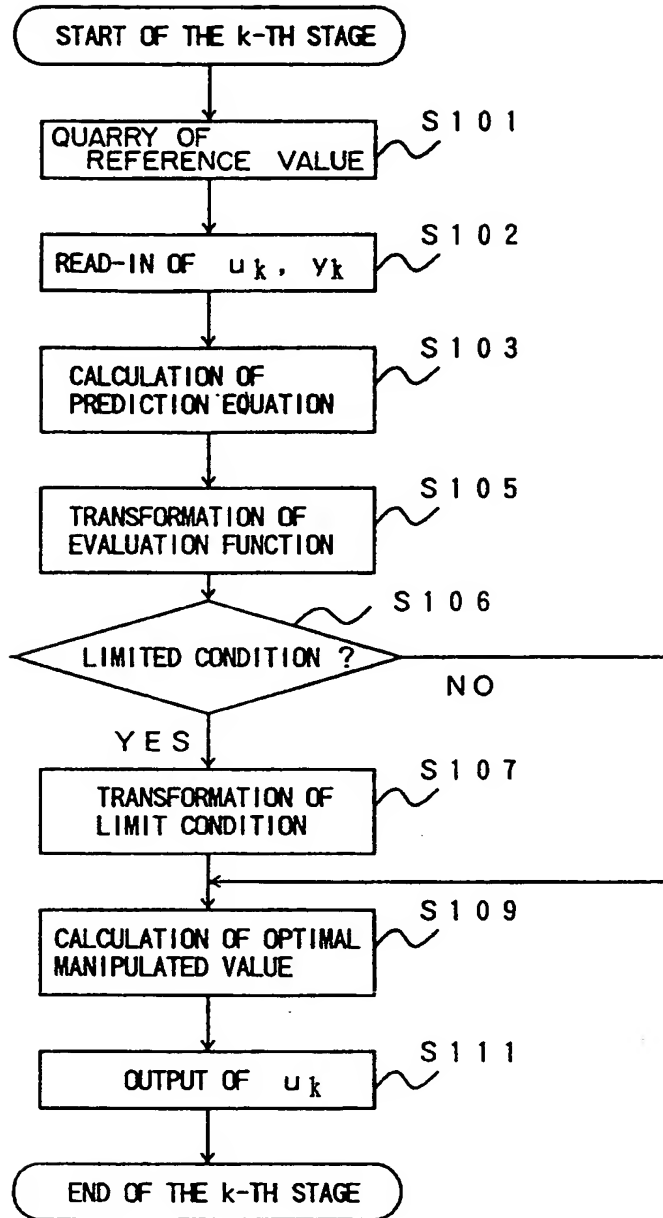 START OF THE k-TH STAGE
S101
QUARRY OF
REFERENCE VALUE
S102
READ-IN OF uk, yk
S103
CALCULATION OF
PREDICTION EQUATION
S105
TRANSFORMATION OF
EVALUATION FUNCTION
S106
LIMITED CONDITION ?
NO
YES
S107
TRANSFORMATION OF
LIMIT CONDITION
S109
CALCULATION OF OPTIMAL
MANIPULATED VALUE
S111
OUTPUT OF uk
END OF THE k-TH STAGE